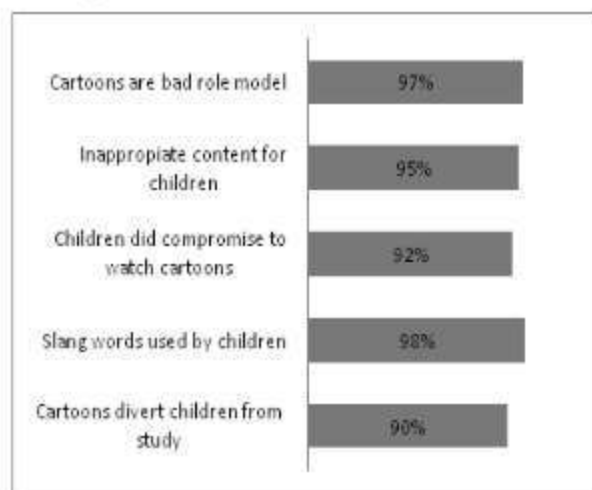 Cartoons are bad role model
97%
Inappropiate content for
children
95%
Children did compromise to
watch cartoons
92%
Slang words used by children
98%
Cartoons divert children from
study
90%